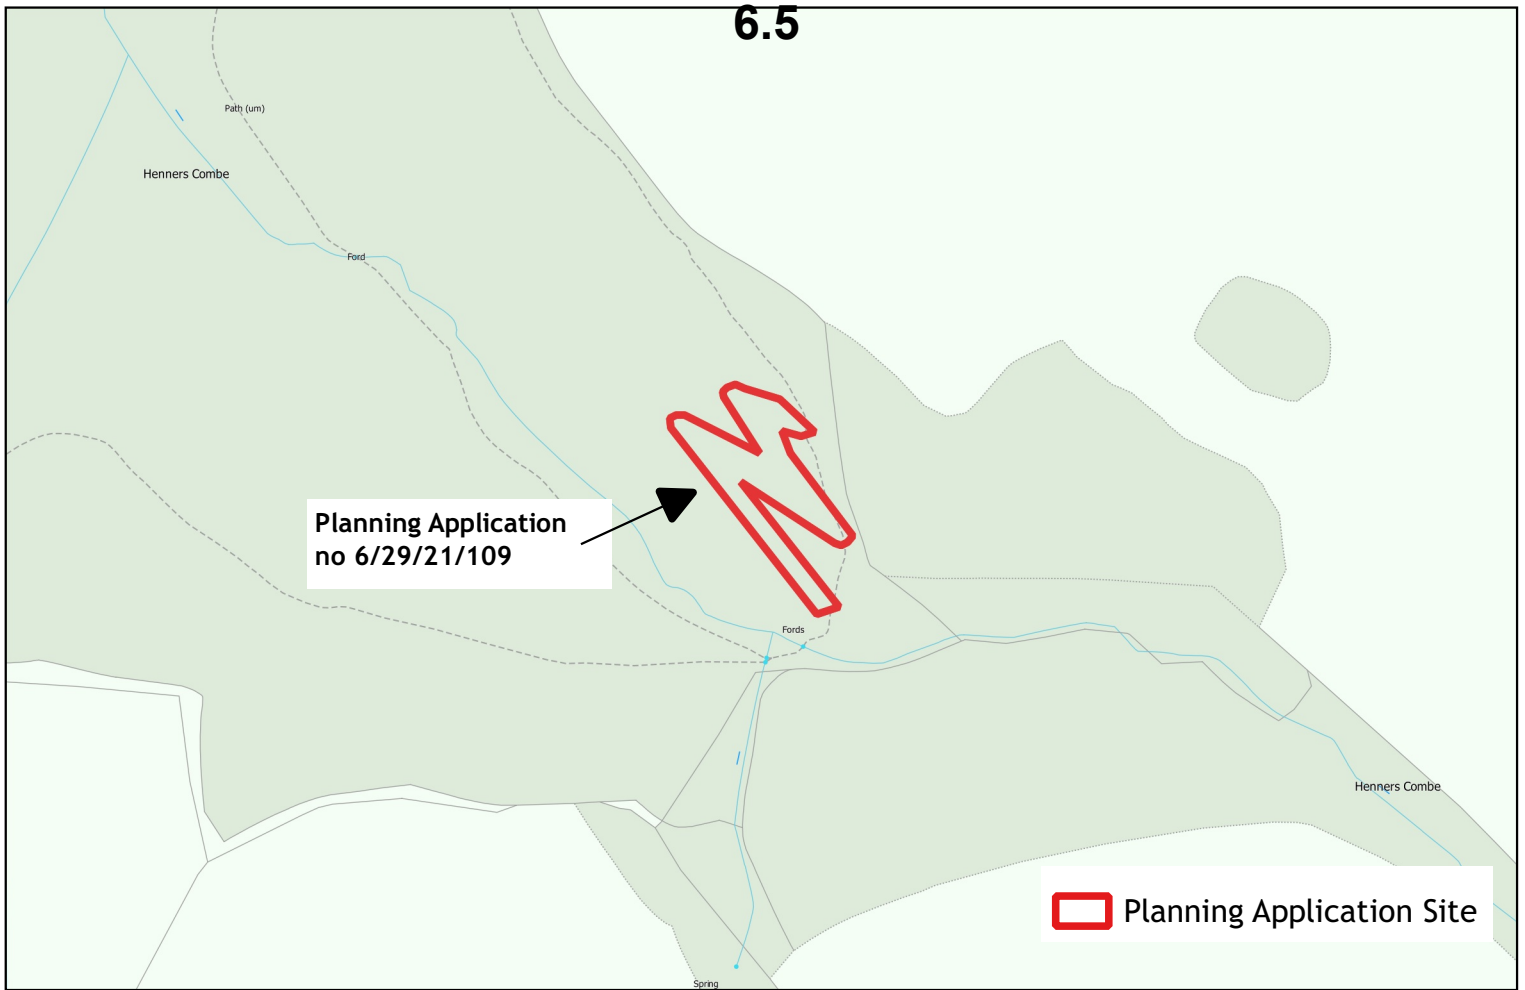 6.5
Path (um)
Henners Combe
Ford
Planning Application
no 6/29/21/109
Fords
Henners Combe
Planning Application Site
Spring